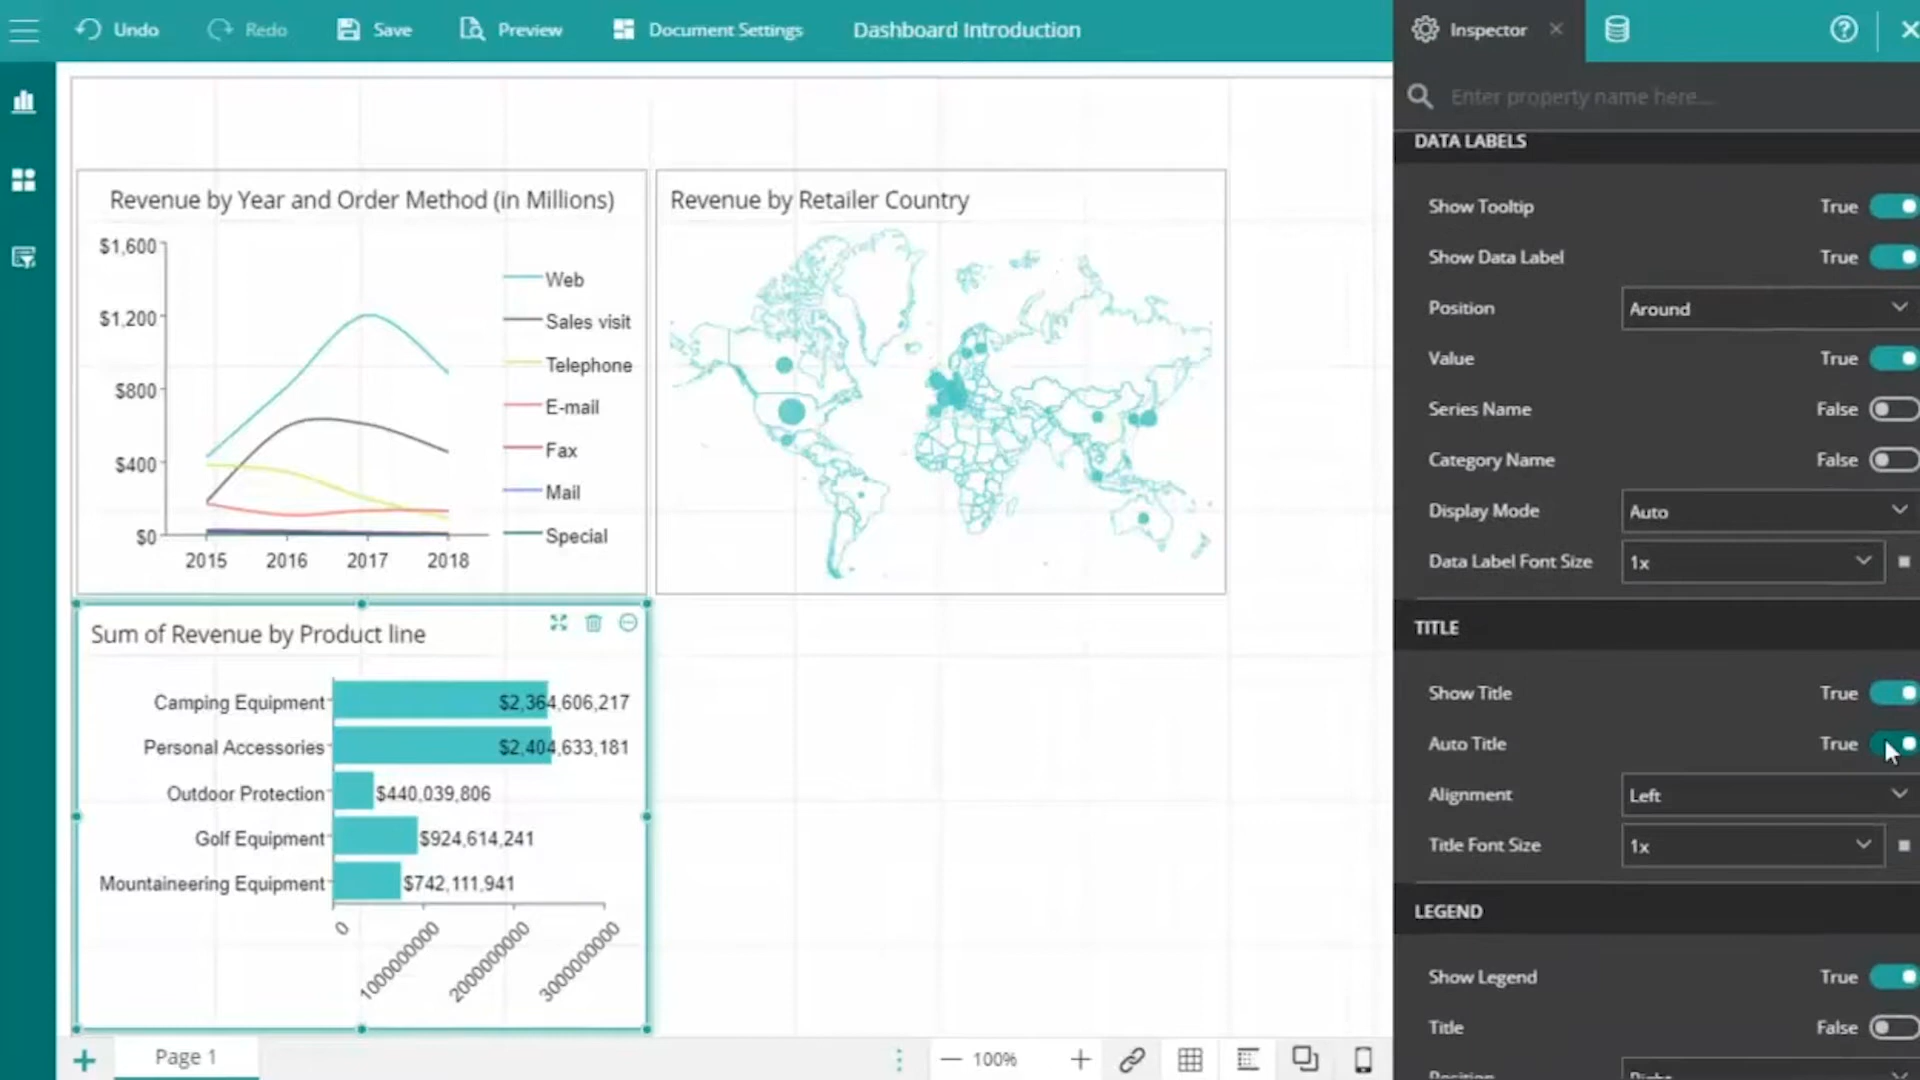 Undo
Redo
Save
Preview
Document Settings
Dashboard Introduction
Inspector
Enter property name here...
DATA LABELS
Show Tooltip True
Show Data Label True
Position Around
Value True
Series Name False
Category Name False
Display Mode Auto
Data Label Font Size 1x
TITLE
Show Title True
Auto Title True
Alignment Left
Title Font Size 1x
LEGEND
Show Legend True
Title False
Position Right
Revenue by Year and Order Method (in Millions)
$1,600
$1,200
$800
$400
$0
2015 2016 2017 2018
Web
Sales visit
Telephone
E-mail
Fax
Mail
Special
Revenue by Retailer Country
Sum of Revenue by Product line
Camping Equipment $2,364,606,217
Personal Accessories $2,404,633,181
Outdoor Protection $440,039,806
Golf Equipment $924,614,241
Mountaineering Equipment $742,111,941
0 1000000000 2000000000 3000000000
Page 1
100%